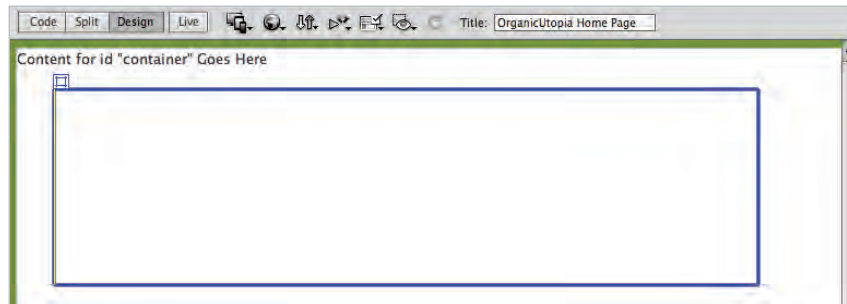 Code Split Design Live Title: OrganicUtopia Home Page
Content for id "container" Goes Here